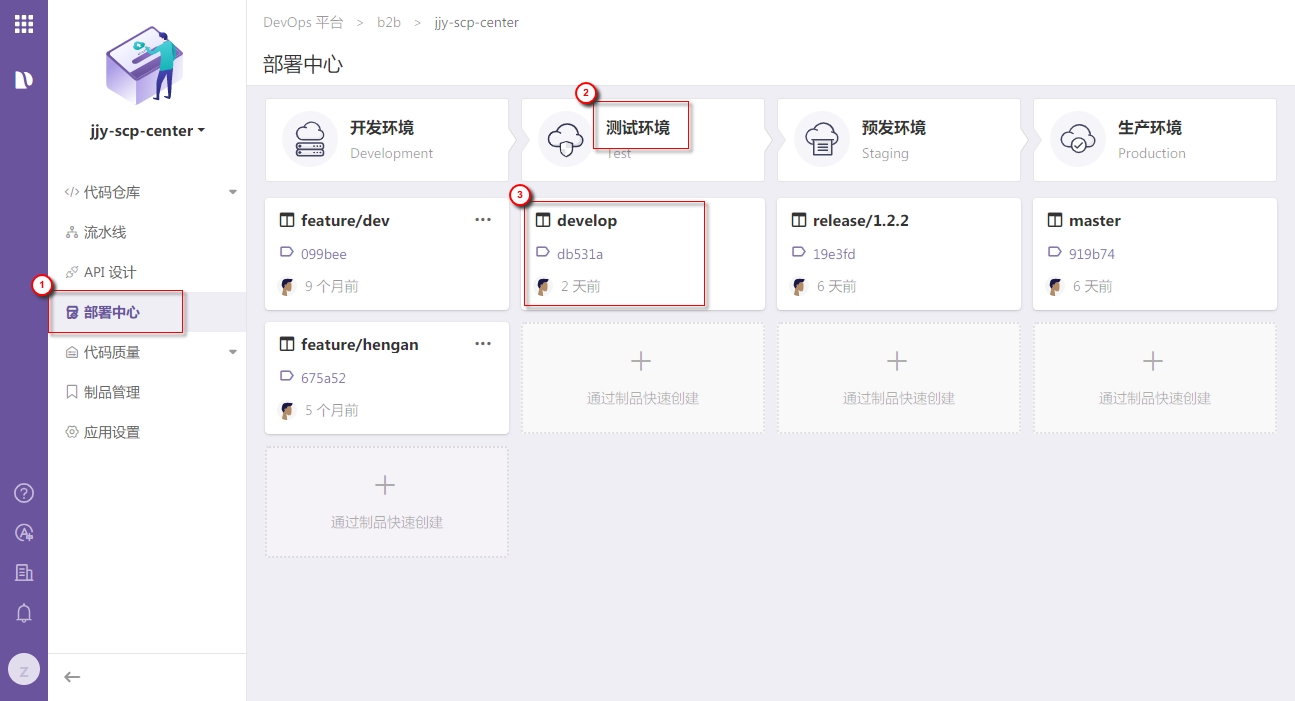 DevOps 平台 > b2b > jjy-scp-center
部署中心
jjy-scp-center
代码仓库
流水线
API 设计
1
部署中心
代码质量
制品管理
应用设置
Z
开发环境
Development
2
测试环境
Test
预发环境
Staging
生产环境
Production
feature/dev
099bee
9 个月前
3
develop
db531a
2 天前
release/1.2.2
19e3fd
6 天前
master
919b74
6 天前
feature/hengan
675a52
5 个月前
通过制品快速创建
通过制品快速创建
通过制品快速创建
通过制品快速创建